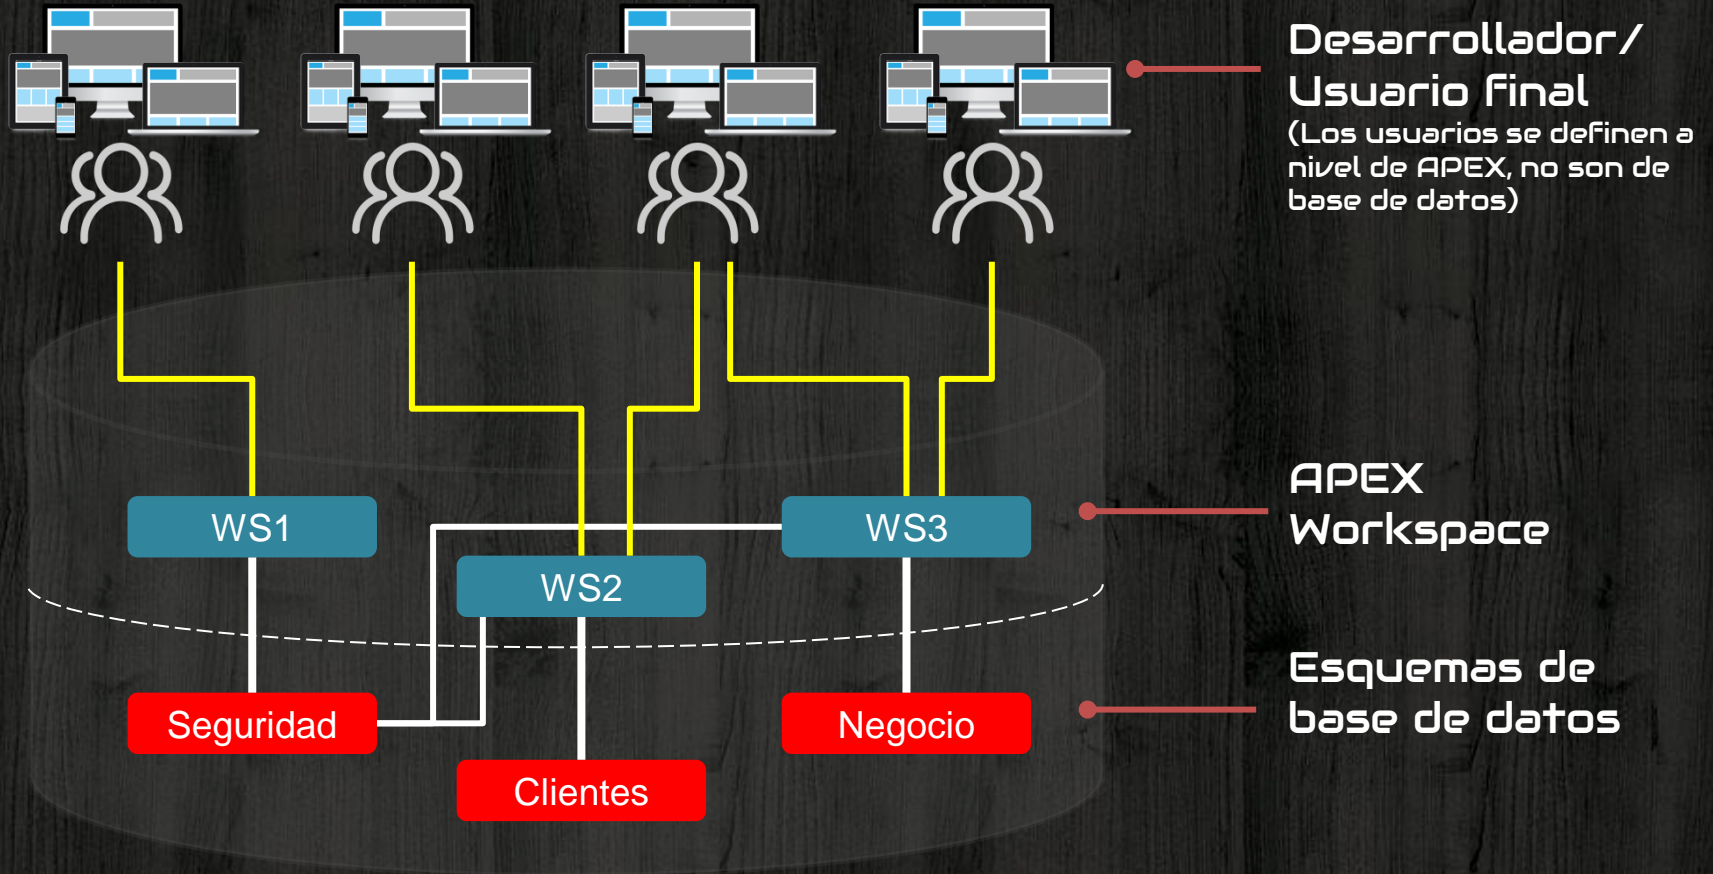 Desarrollador/
Usuario final
(Los usuarios se definen a
nivel de APEX, no son de
base de datos)
WS1
WS2
WS3
APEX
Workspace
Seguridad
Clientes
Negocio
Esquemas de
base de datos